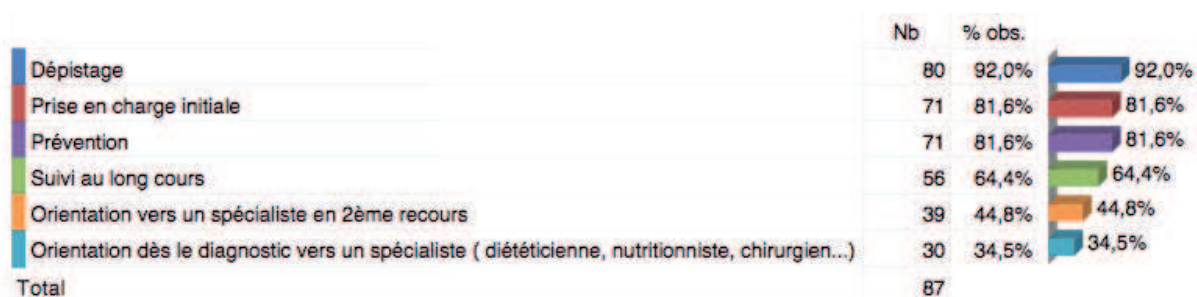 Nb % obs.
Dépistage 80 92,0% 92,0%
Prise en charge initiale 71 81,6% 81,6%
Prévention 71 81,6% 81,6%
Suivi au long cours 56 64,4% 64,4%
Orientation vers un spécialiste en 2ème recours 39 44,8% 44,8%
Orientation dès le diagnostic vers un spécialiste ( diététicienne, nutritionniste, chirurgien...) 30 34,5% 34,5%
Total 87